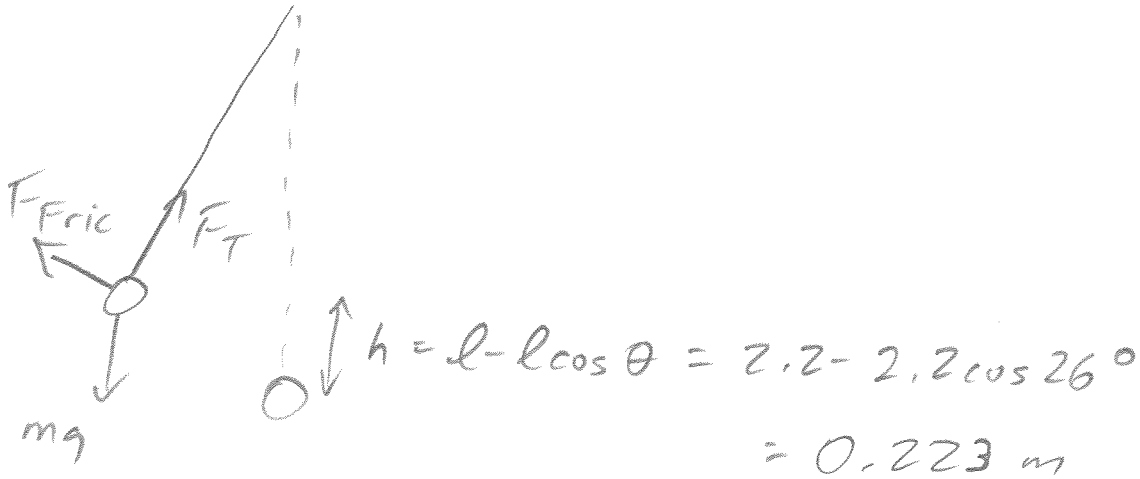 F_Fric
F_T
h = l - l cos θ = 2.2 - 2.2 cos 26°
= 0.223 m
mg